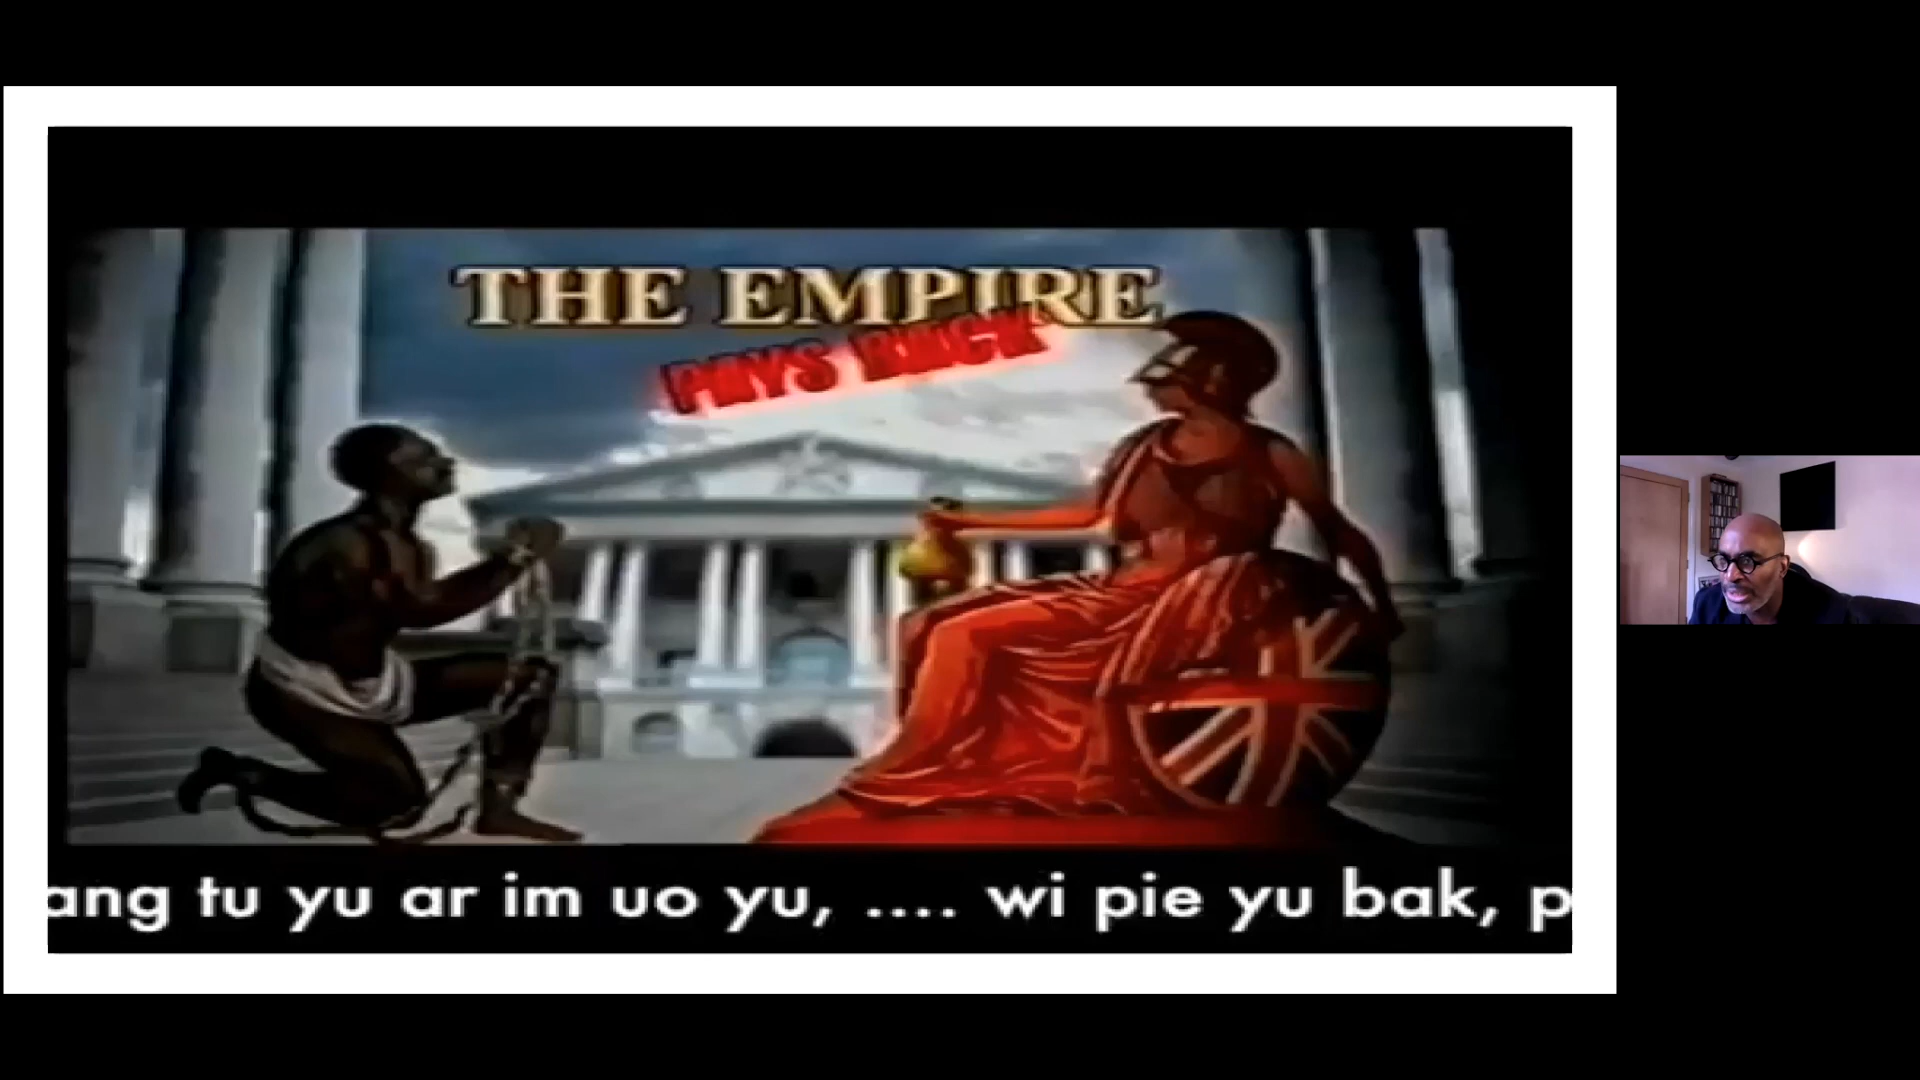 THE EMPIRE
PAYS BACK
ang tu yu ar im uo yu, .... wi pie yu bak, p